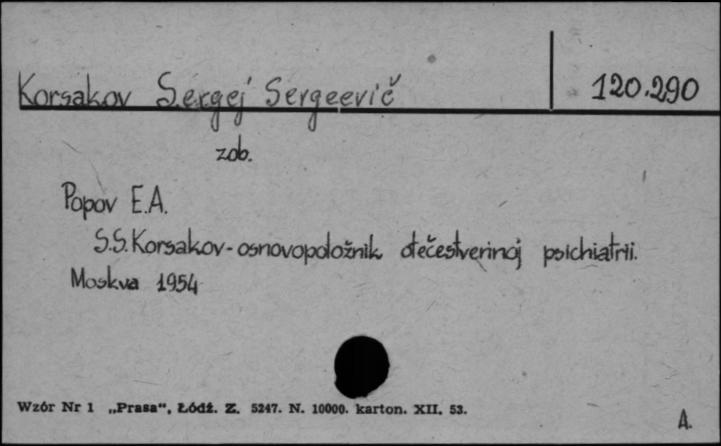 Korsakov Sergej Sergeevič
120.290
zob.
Popov E.A.
S.S. Korsakov - osnovopołožnik otečestvennoj psichiatrii.
Moskva 1954
Wzór Nr 1 „Prasa“, Łódź. Z. 5247. N. 10000. karton. XII. 53.
A.